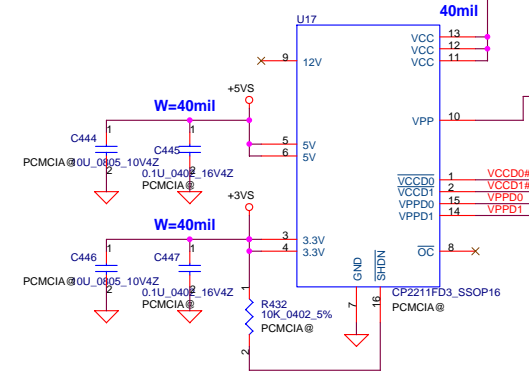 40mil
U17
VCC 13
VCC 12
VCC 11
9 12V
+5VS
W=40mil
VPP 10
1
1
C444
C445
5 5V
6 5V
10U_0805_10V4Z
PCMCIA@
2
0.1U_0402_16V4Z
PCMCIA@
2
VCCD0 1 VCCD0#
VCCD1 2 VCCD1#
VPPD0 15 VPPD0
VPPD1 14 VPPD1
+3VS
W=40mil
1
1
3 3.3V
4 3.3V
OC 8
C446
C447
GND
SHDN
10U_0805_10V4Z
PCMCIA@
2
0.1U_0402_16V4Z
PCMCIA@
2
1
R432
10K_0402_5%
PCMCIA@
2
7
16
CP2211FD3_SSOP16
PCMCIA@